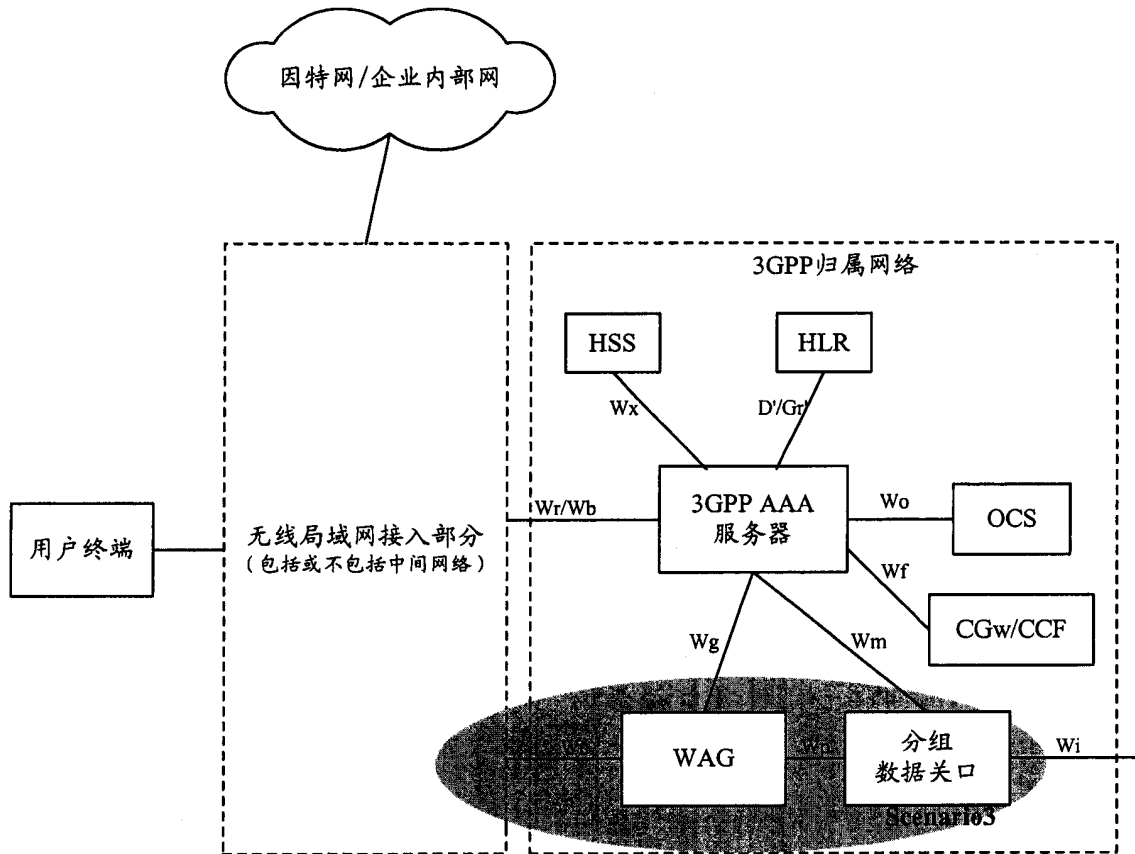 因特网/企业内部网
3GPP归属网络
HSS
HLR
Wx
D'/Gr'
用户终端
无线局域网接入部分
（包括或不包括中间网络）
Wr/Wb
3GPP AAA
服务器
Wo
OCS
Wf
CGw/CCF
Wg
Wm
WAG
分组
数据关口
Wi
Scenario3